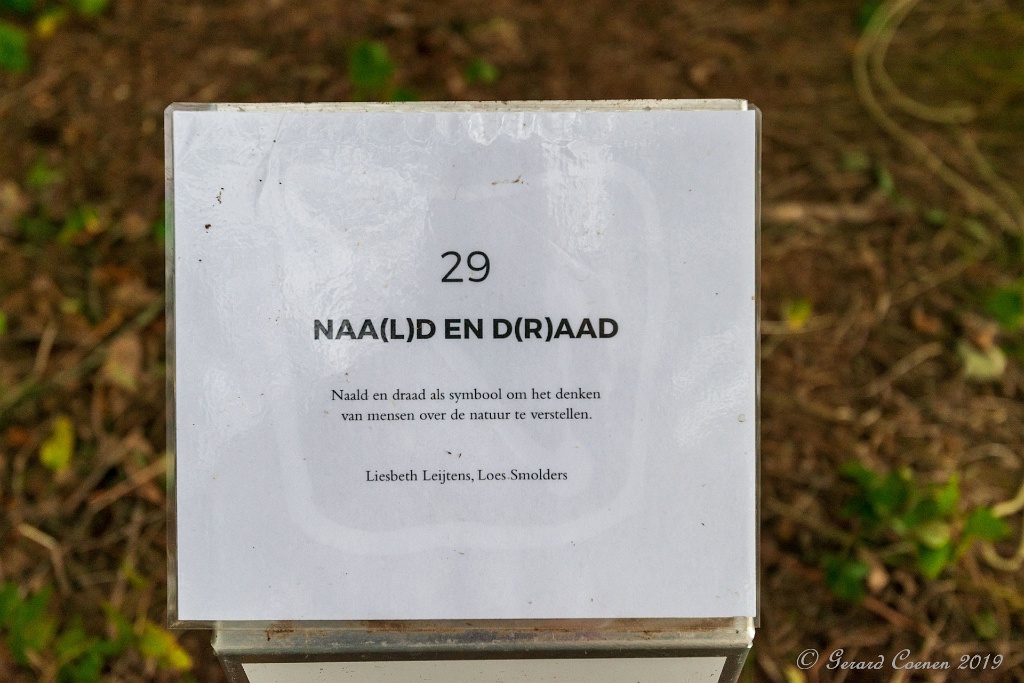 29
NAA(L)D EN D(R)AAD
Naald en draad als symbool om het denken
van mensen over de natuur te verstellen.
Liesbeth Leijtens, Loes Smolders
© Gerard Coenen 2019